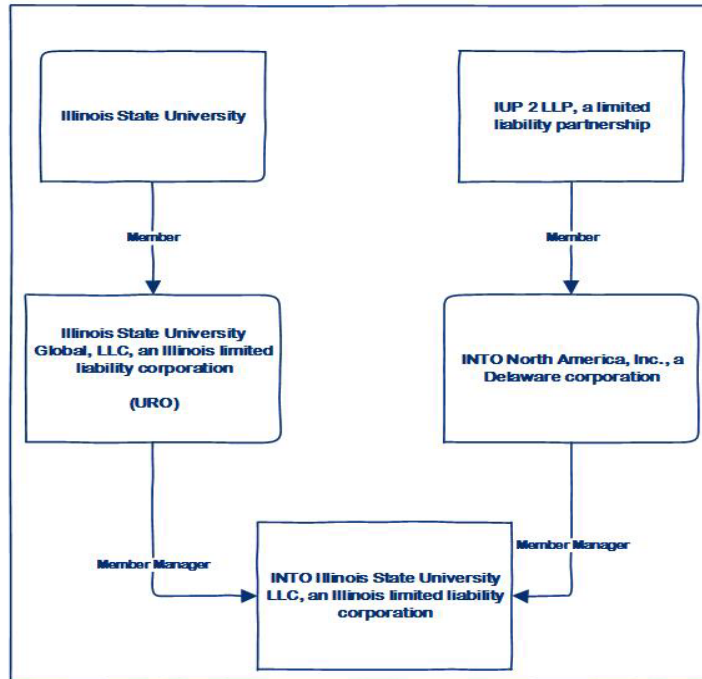 Illinois State University
IUP 2 LLP, a limited
liability partnership
Member
Member
Illinois State University
Global, LLC, an Illinois limited
liability corporation
(URO)
INTO North America, Inc., a
Delaware corporation
Member Manager
Member Manager
INTO Illinois State University
LLC, an Illinois limited liability
corporation